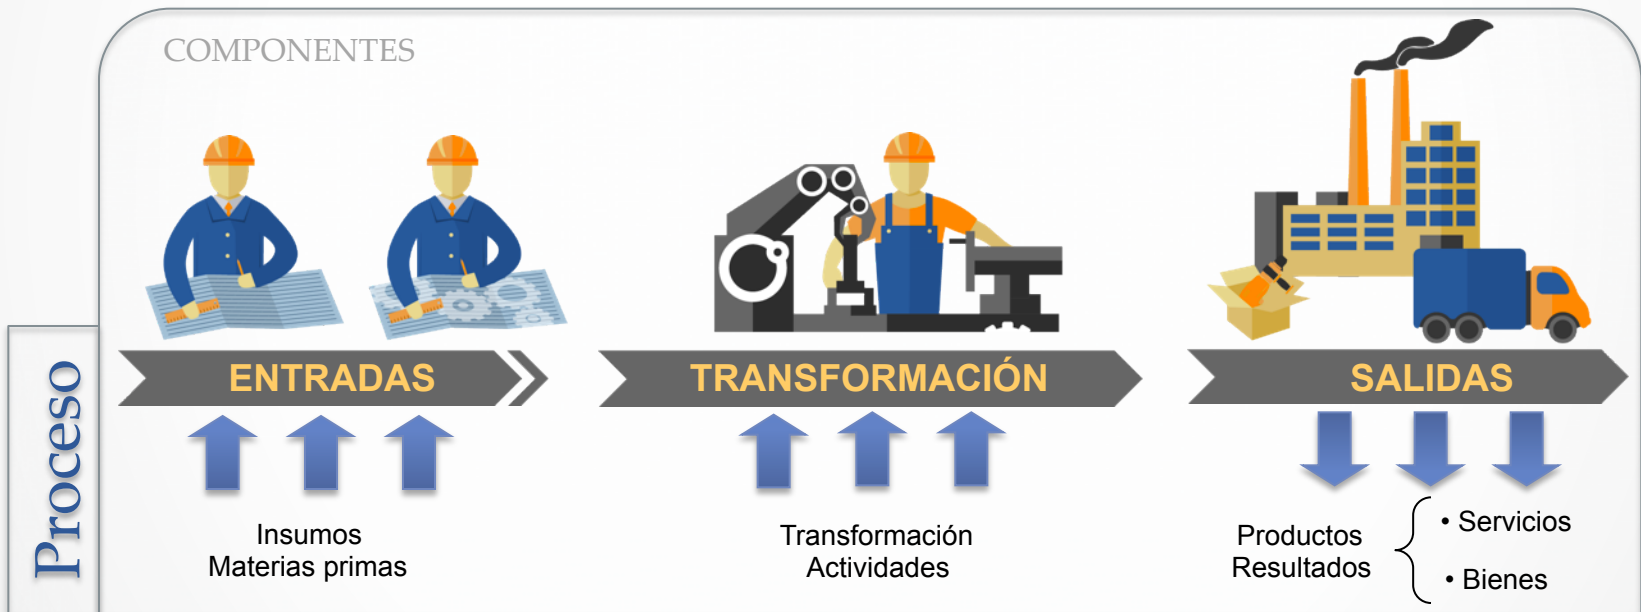 COMPONENTES
Proceso
ENTRADAS
TRANSFORMACIÓN
SALIDAS
Insumos
Materias primas
Transformación
Actividades
Productos
Resultados
• Servicios
• Bienes